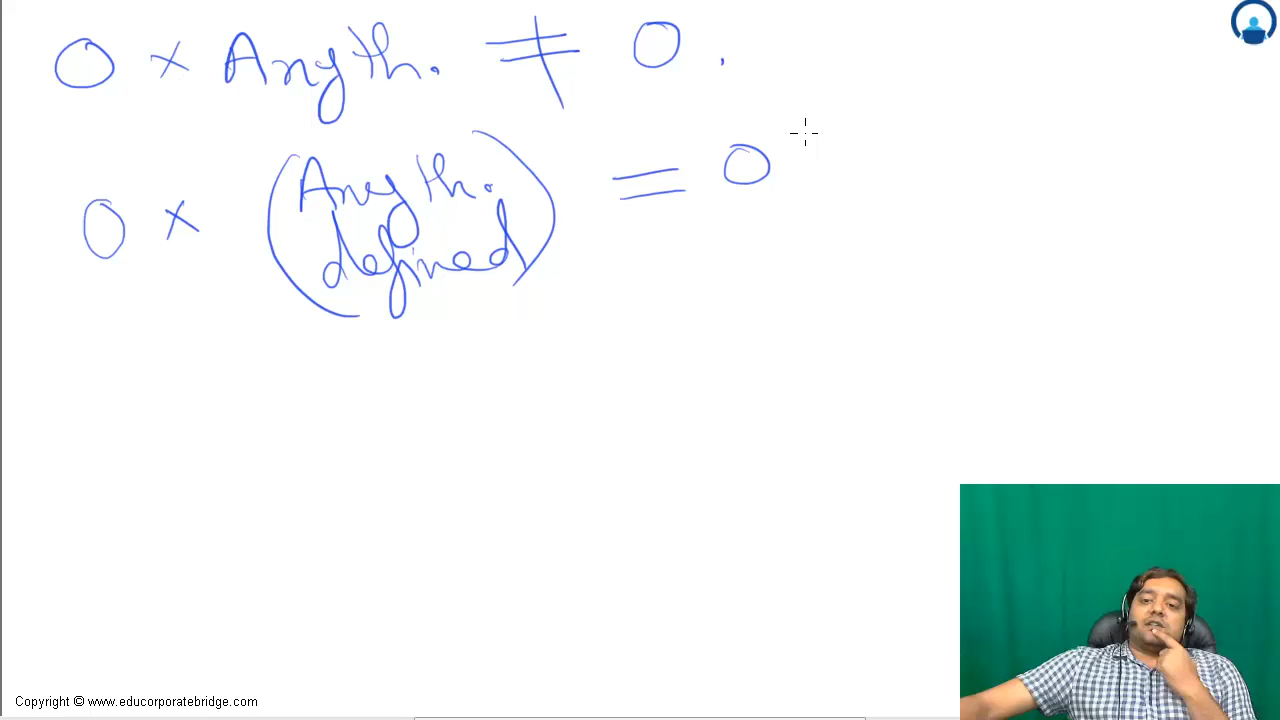 0 × Anyth. ≠ 0.
0 × (Anyth. defined) = 0
Copyright © www.educorporatebridge.com